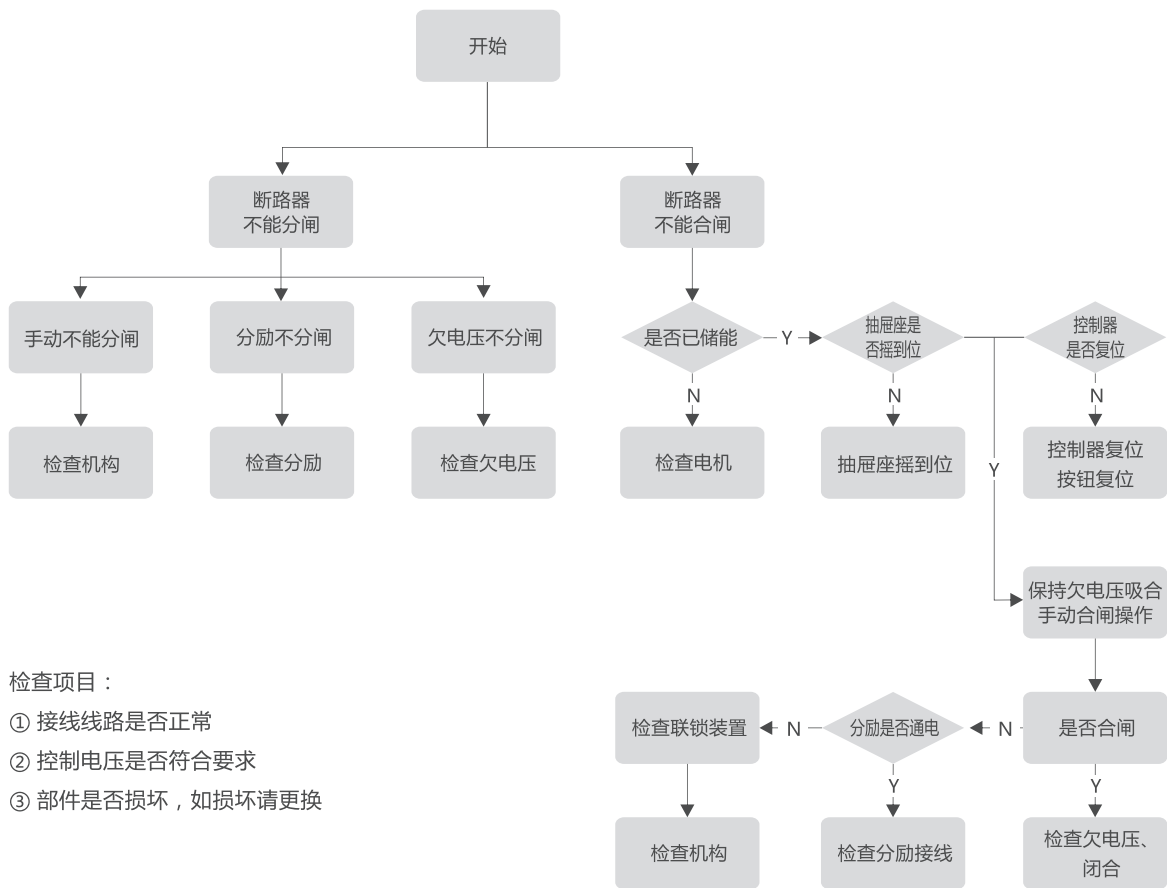 开始
断路器
不能分闸
断路器
不能合闸
手动不能分闸
分励不分闸
欠电压不分闸
是否已储能
Y
抽屉座是
否摇到位
控制器
是否复位
N
N
N
检查机构
检查分励
检查欠电压
检查电机
抽屉座摇到位
Y
控制器复位
按钮复位
保持欠电压吸合
手动合闸操作
检查项目：
① 接线线路是否正常
② 控制电压是否符合要求
③ 部件是否损坏，如损坏请更换
检查联锁装置
N
分励是否通电
N
是否合闸
Y
Y
检查机构
检查分励接线
检查欠电压、
闭合